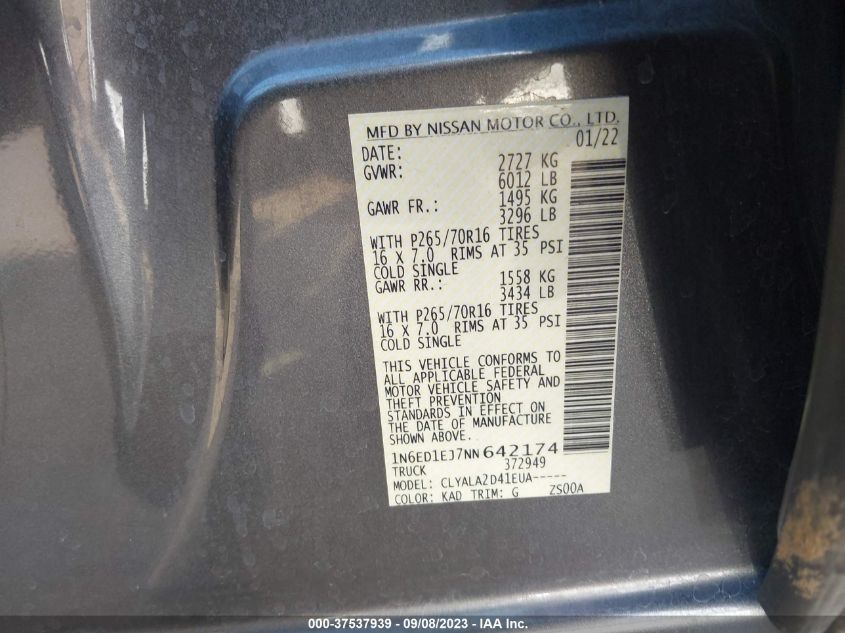 MFD BY NISSAN MOTOR CO., LTD.
DATE: 01/22
GVWR: 2727 KG
6012 LB
GAWR FR.: 1495 KG
3296 LB
WITH P265/70R16 TIRES
16 X 7.0 RIMS AT 35 PSI
COLD SINGLE
GAWR RR.: 1558 KG
3434 LB
WITH P265/70R16 TIRES
16 X 7.0 RIMS AT 35 PSI
COLD SINGLE
THIS VEHICLE CONFORMS TO
ALL APPLICABLE FEDERAL
MOTOR VEHICLE SAFETY AND
THEFT PREVENTION
STANDARDS IN EFFECT ON
THE DATE OF MANUFACTURE
SHOWN ABOVE.
1N6ED1EJ7NN642174
TRUCK 372949
MODEL: CLYALA2D41EUA-----
COLOR: KAD TRIM: G ZS00A
000-37537939 - 09/08/2023 - IAA Inc.